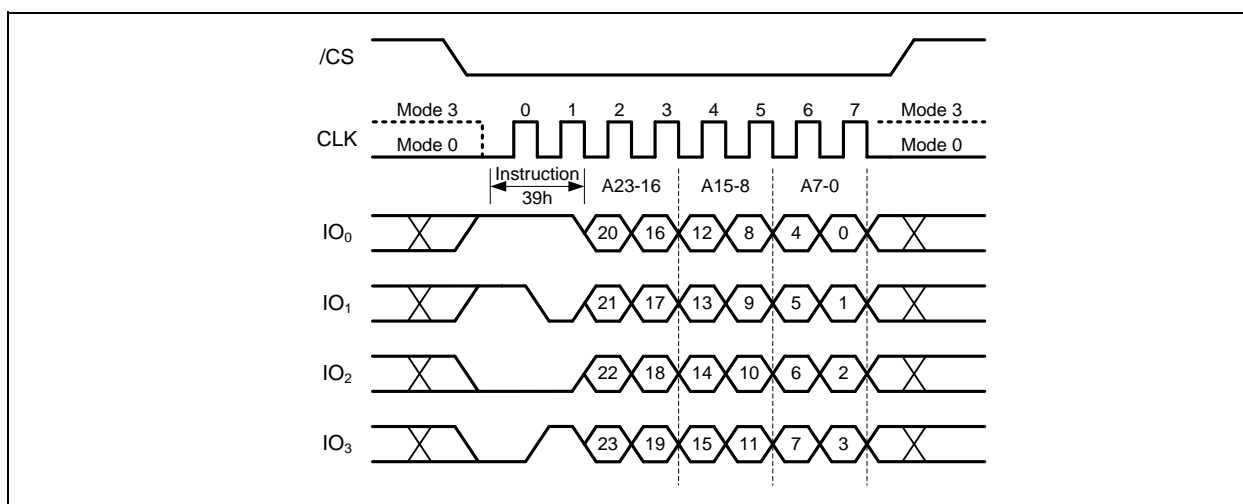 /CS
Mode 3 0 1 2 3 4 5 6 7 Mode 3
CLK Mode 0 Mode 0
Instruction A23-16 A15-8 A7-0
39h
IO0 20 16 12 8 4 0
IO1 21 17 13 9 5 1
IO2 22 18 14 10 6 2
IO3 23 19 15 11 7 3